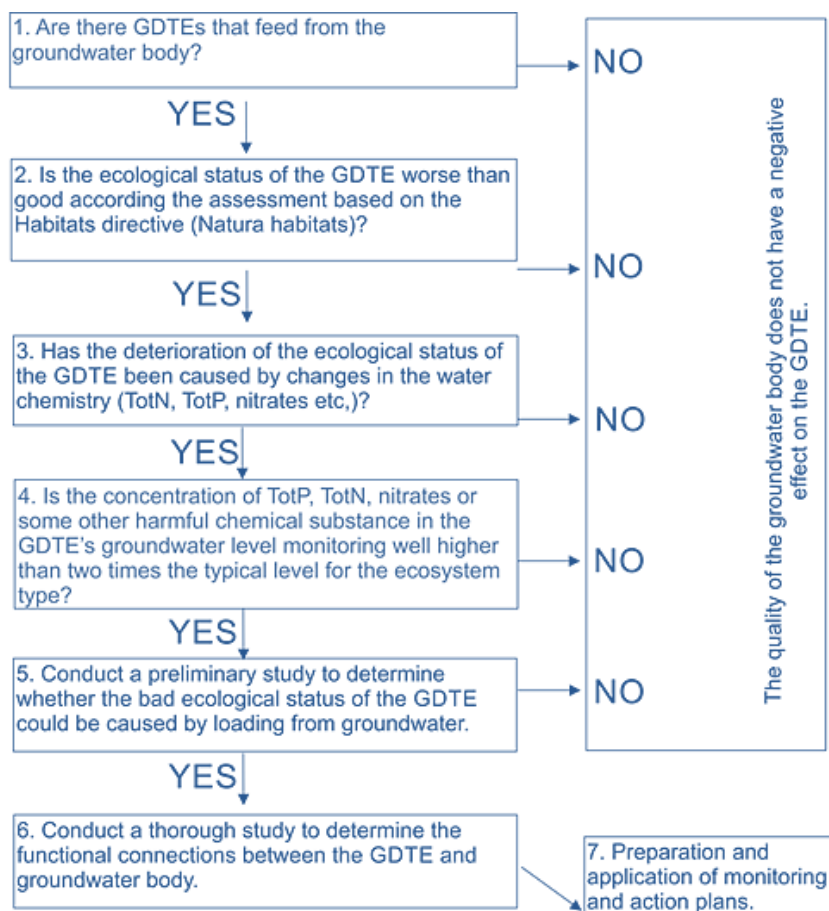 1. Are there GDTEs that feed from the
groundwater body?
NO
YES
2. Is the ecological status of the GDTE worse than
good according the assessment based on the
Habitats directive (Natura habitats)?
NO
YES
3. Has the deterioration of the ecological status of
the GDTE been caused by changes in the water
chemistry (TotN, TotP, nitrates etc,)?
NO
YES
4. Is the concentration of TotP, TotN, nitrates or
some other harmful chemical substance in the
GDTE's groundwater level monitoring well higher
than two times the typical level for the ecosystem
type?
NO
YES
5. Conduct a preliminary study to determine
whether the bad ecological status of the GDTE
could be caused by loading from groundwater.
NO
YES
6. Conduct a thorough study to determine the
functional connections between the GDTE and
groundwater body.
7. Preparation and
application of monitoring
and action plans.
The quality of the groundwater body does not have a negative
effect on the GDTE.